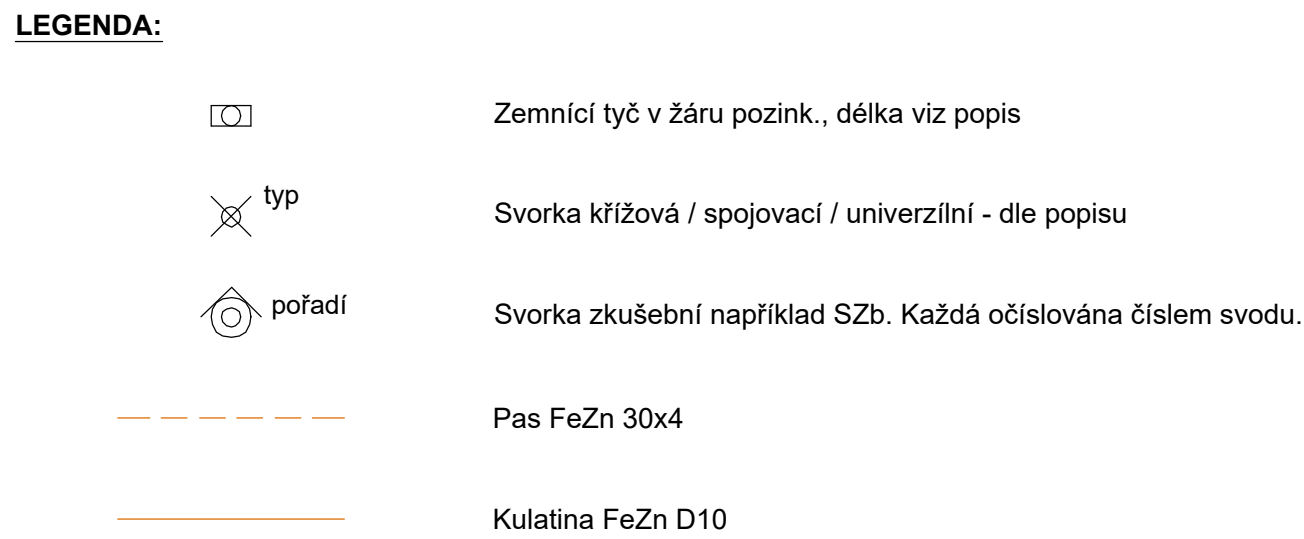 LEGENDA:
Zemnící tyč v žáru pozink., délka viz popis
typ
Svorka křížová / spojovací / univerzílní - dle popisu
pořadí
Svorka zkušební například SZb. Každá očíslována číslem svodu.
Pas FeZn 30x4
Kulatina FeZn D10